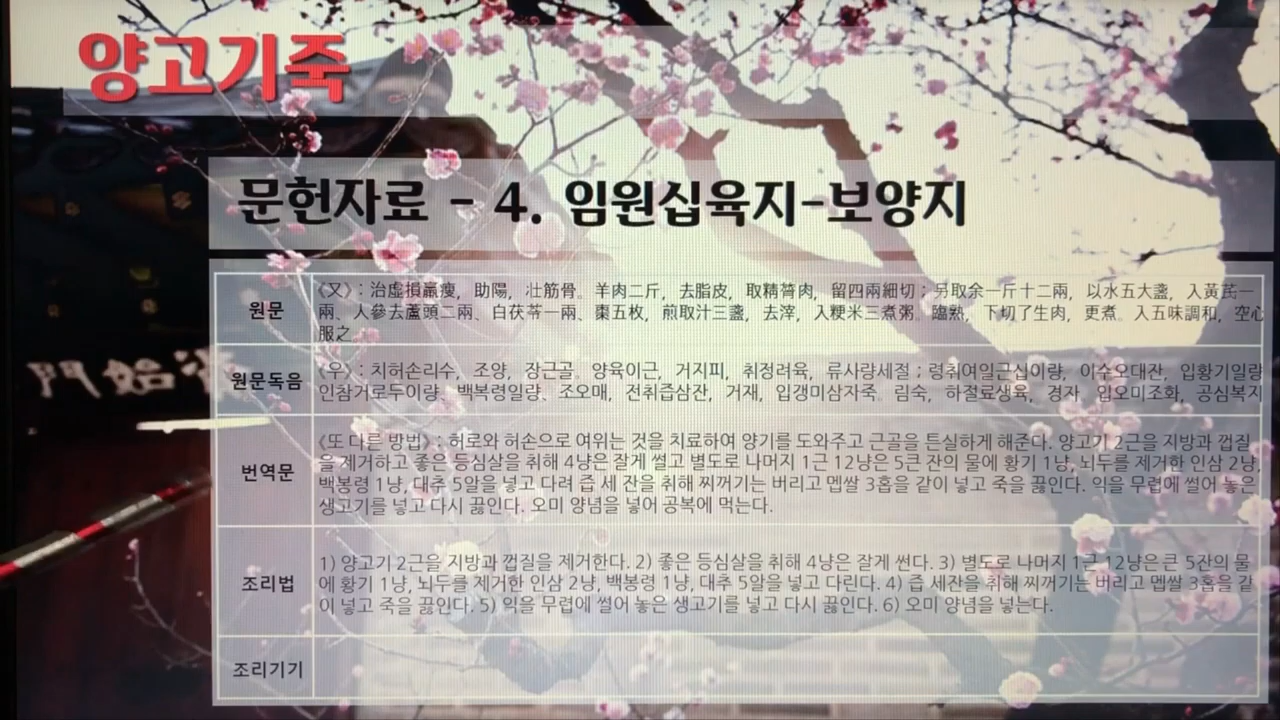 양고기죽
문헌자료 - 4. 임원십육지-보양지
원문
《又》: 治虛損羸瘦, 助陽, 壯筋骨。羊肉二斤, 去脂皮, 取精膂肉, 留四兩細切 ; 另取余一斤十二兩, 以水五大盞, 入黃芪一
兩、人參去蘆頭二兩、白茯苓一兩、棗五枚, 煎取汁三盞, 去滓, 入粳米三煮粥。臨熟, 下切了生肉, 更煮。入五味調和, 空心
服之
원문독음
《우》: 치허손리수, 조양, 장근골。양육이근, 거지피, 취정려육, 류사량세절 ; 령취여일근십이량, 이수오대잔, 입황기일량
인참거로두이량、백복령일량、조오매, 전취즙삼잔, 거재, 입갱미삼자죽。림숙, 하절료생육, 경자。입오미조화, 공심복지
번역문
《또 다른 방법》: 허로와 허손으로 여위는 것을 치료하여 양기를 도와주고 근골을 튼실하게 해준다. 양고기 2근을 지방과 껍질
을 제거하고 좋은 등심살을 취해 4냥은 잘게 썰고 별도로 나머지 1근 12냥은 5큰 잔의 물에 황기 1냥, 뇌두를 제거한 인삼 2냥,
백봉령 1냥, 대추 5알을 넣고 다려 즙 세 잔을 취해 찌꺼기는 버리고 멥쌀 3홉을 같이 넣고 죽을 끓인다. 익을 무렵에 썰어 놓은
생고기를 넣고 다시 끓인다. 오미 양념을 넣어 공복에 먹는다.
조리법
1) 양고기 2근을 지방과 껍질을 제거한다. 2) 좋은 등심살을 취해 4냥은 잘게 썬다. 3) 별도로 나머지 1근 12냥은큰 5잔의 물
에 황기 1냥, 뇌두를 제거한 인삼 2냥, 백봉령 1냥, 대추 5알을 넣고 다린다. 4) 즙 세잔을 취해 찌꺼기는 버리고 멥쌀 3홉을 같
이 넣고 죽을 끓인다. 5) 익을 무렵에 썰어 놓은 생고기를 넣고 다시 끓인다. 6) 오미 양념을 넣는다.
조리기기
門始